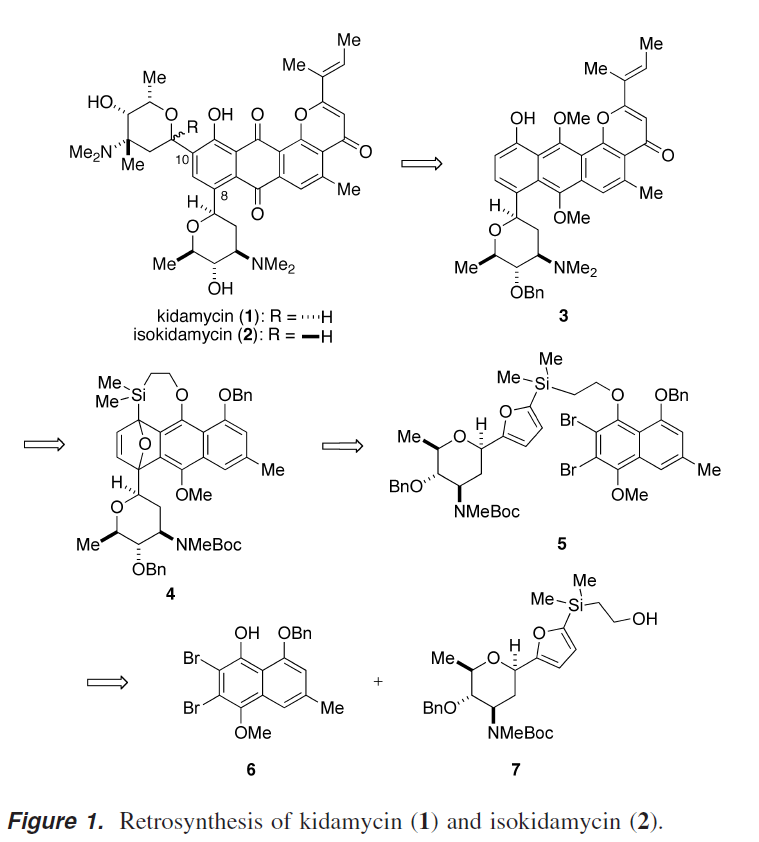 Me
Me
Me
HO
O
R
OH
O
O
Me2N
Me
10
O
Me
8
H
O
O
Me
NMe2
OH
kidamycin (1): R = H
isokidamycin (2): R = H
Me
Me
OH
OMe
O
O
Me
H
OMe
O
Me
NMe2
OBn
3
Me
Me
Si
O
OBn
O
Me
H
OMe
O
Me
NMeBoc
OBn
4
Me
Me
Si
O
OBn
O
H
Br
Me
O
Br
Me
BnO
OMe
NMeBoc
5
OH
OBn
Br
Br
Me
OMe
6
+
Me
Me
Si
OH
O
H
Me
O
BnO
NMeBoc
7
Figure 1. Retrosynthesis of kidamycin (1) and isokidamycin (2).